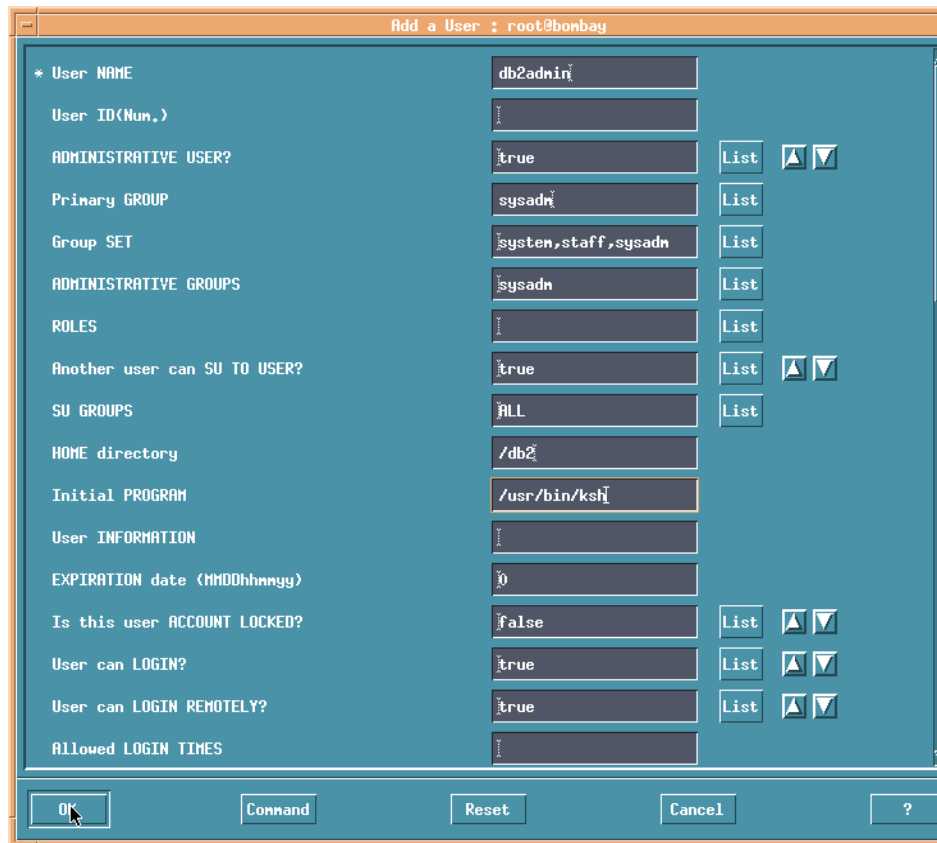 Add a User : root@bombay
* User NAME db2admin
User ID(Num.)
ADMINISTRATIVE USER? true List
Primary GROUP sysadm List
Group SET system,staff,sysadm List
ADMINISTRATIVE GROUPS sysadm List
ROLES List
Another user can SU TO USER? true List
SU GROUPS ALL List
HOME directory /db2
Initial PROGRAM /usr/bin/ksh
User INFORMATION
EXPIRATION date (MMDDhhmmyy) 0
Is this user ACCOUNT LOCKED? false List
User can LOGIN? true List
User can LOGIN REMOTELY? true List
Allowed LOGIN TIMES
OK Command Reset Cancel ?